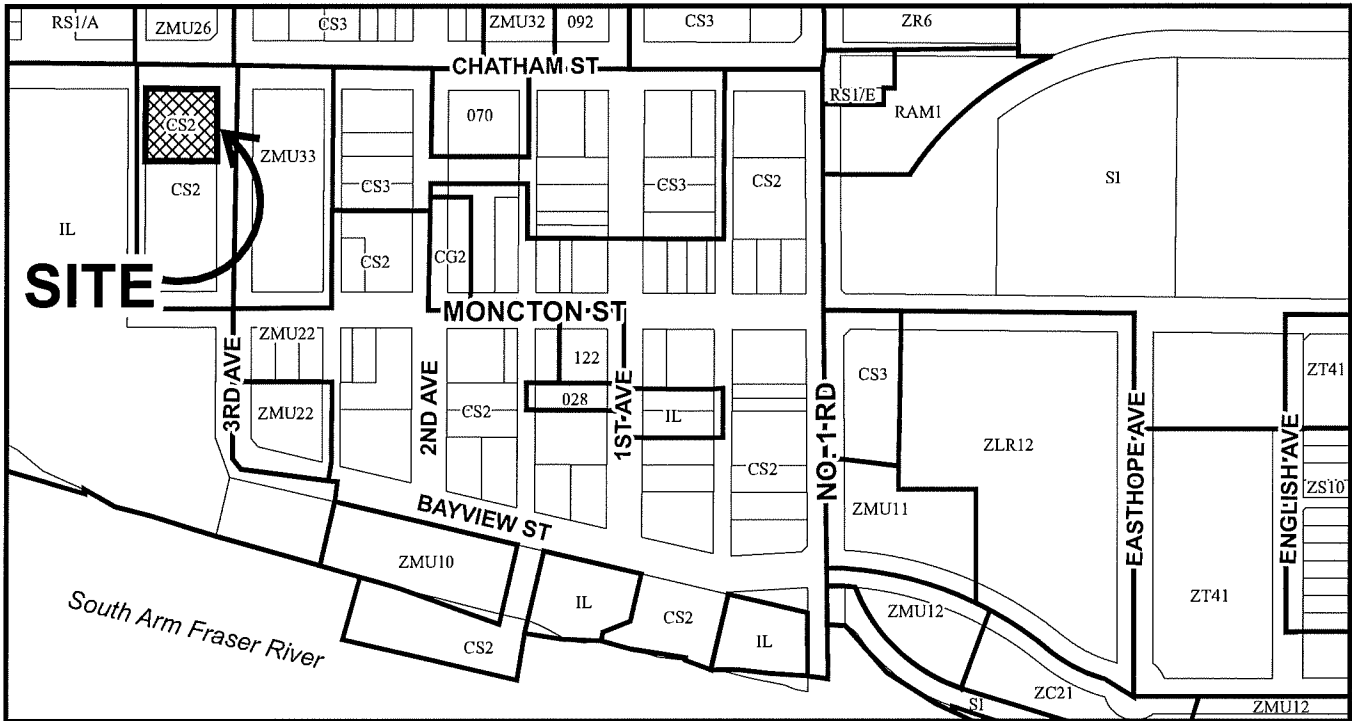 RS1/A
ZMU26
CS3
ZMU32
092
CS3
ZR6
CHATHAM ST
CS2
070
RS1/E
RAM1
ZMU33
CS2
CS3
CS3
CS2
S1
IL
CS2
CG2
SITE
MONCTON ST
ZMU22
122
CS3
ZT41
3RD AVE
2ND AVE
1ST AVE
NO. 1 RD
EASTHOPE AVE
ENGLISH AVE
ZMU22
CS2
028
IL
ZLR12
CS2
ZS10
BAYVIEW ST
ZMU11
ZMU10
IL
CS2
IL
ZMU12
ZT41
South Arm Fraser River
CS2
S1
ZC21
ZMU12